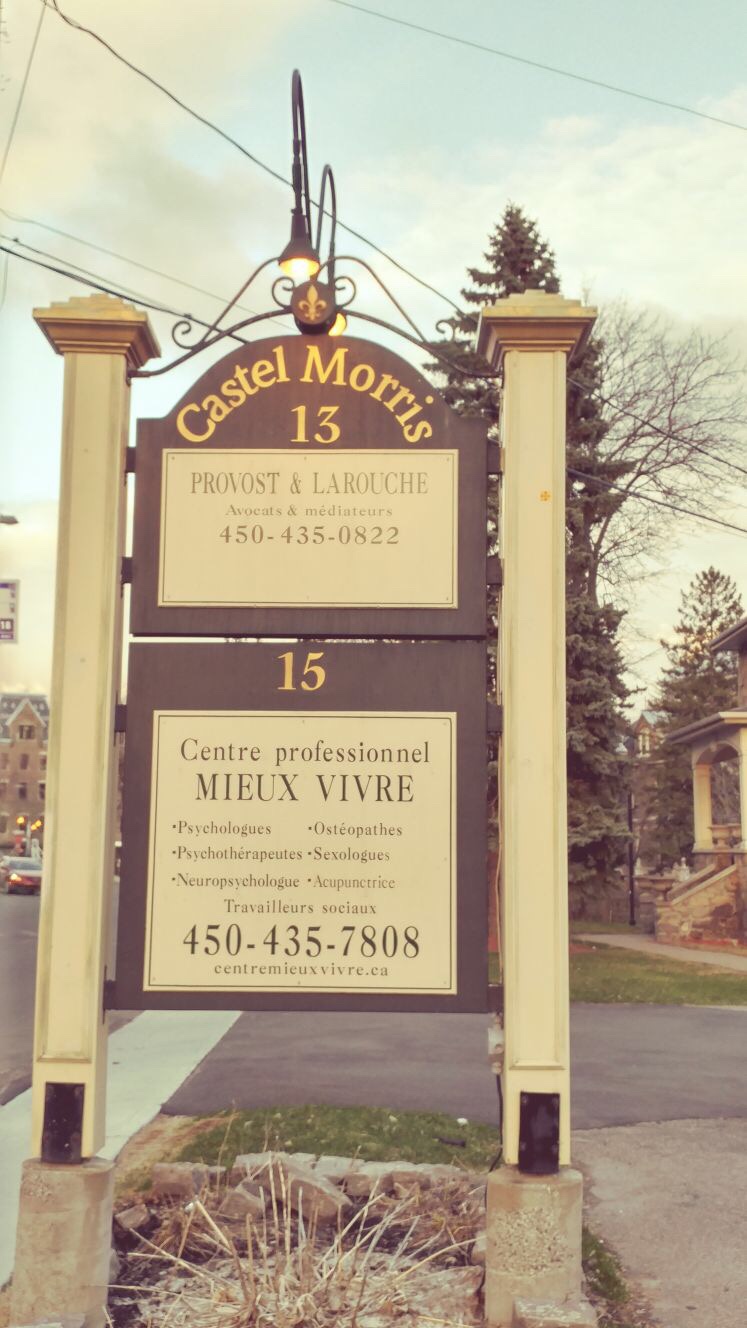 Castel Morris
13
PROVOST & LAROUCHE
Avocats & médiateurs
450-435-0822
15
Centre professionnel
MIEUX VIVRE
•Psychologues •Ostéopathes
•Psychothérapeutes •Sexologues
•Neuropsychologue •Acupunctrice
Travailleurs sociaux
450-435-7808
centremieuxvivre.ca
18